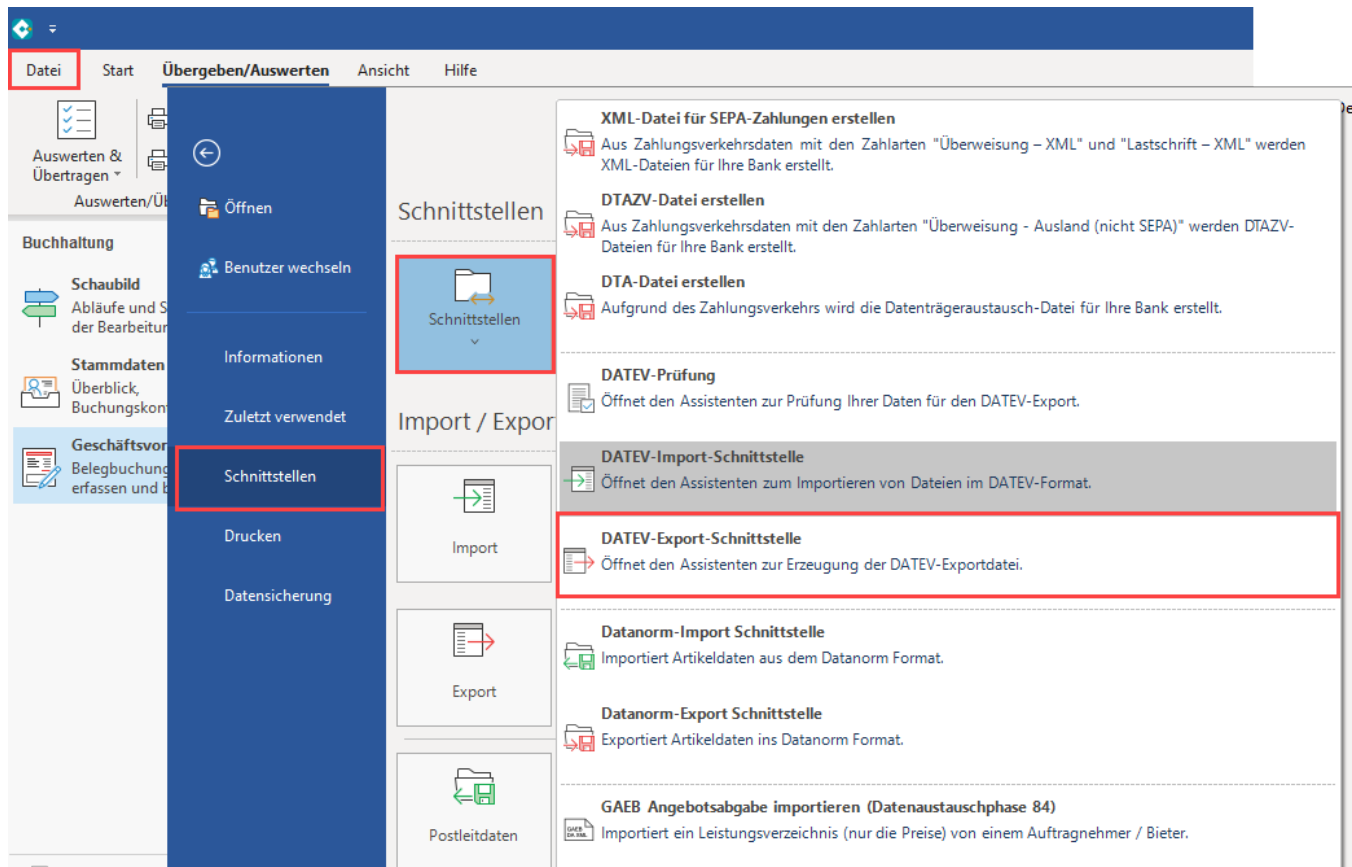 Datei Start Übergeben/Auswerten Ansicht Hilfe
Auswerten &
Übertragen
Auswerten/Üb
Buchhaltung
Schaubild
Abläufe und S
der Bearbeitur
Stammdaten
Überblick,
Buchungskon
Geschäftsvor
Belegbuchung
erfassen und b
Öffnen
Benutzer wechseln
Informationen
Zuletzt verwendet
Schnittstellen
Drucken
Datensicherung
Schnittstellen
Schnittstellen
Import / Expor
Import
Export
Postleitdaten
XML-Datei für SEPA-Zahlungen erstellen
Aus Zahlungsverkehrsdaten mit den Zahlarten "Überweisung – XML" und "Lastschrift – XML" werden
XML-Dateien für Ihre Bank erstellt.
DTAZV-Datei erstellen
Aus Zahlungsverkehrsdaten mit den Zahlarten "Überweisung - Ausland (nicht SEPA)" werden DTAZV-
Dateien für Ihre Bank erstellt.
DTA-Datei erstellen
Aufgrund des Zahlungsverkehrs wird die Datenträgeraustausch-Datei für Ihre Bank erstellt.
DATEV-Prüfung
Öffnet den Assistenten zur Prüfung Ihrer Daten für den DATEV-Export.
DATEV-Import-Schnittstelle
Öffnet den Assistenten zum Importieren von Dateien im DATEV-Format.
DATEV-Export-Schnittstelle
Öffnet den Assistenten zur Erzeugung der DATEV-Exportdatei.
Datanorm-Import Schnittstelle
Importiert Artikeldaten aus dem Datanorm Format.
Datanorm-Export Schnittstelle
Exportiert Artikeldaten ins Datanorm Format.
GAEB Angebotsabgabe importieren (Datenaustauschphase 84)
Importiert ein Leistungsverzeichnis (nur die Preise) von einem Auftragnehmer / Bieter.